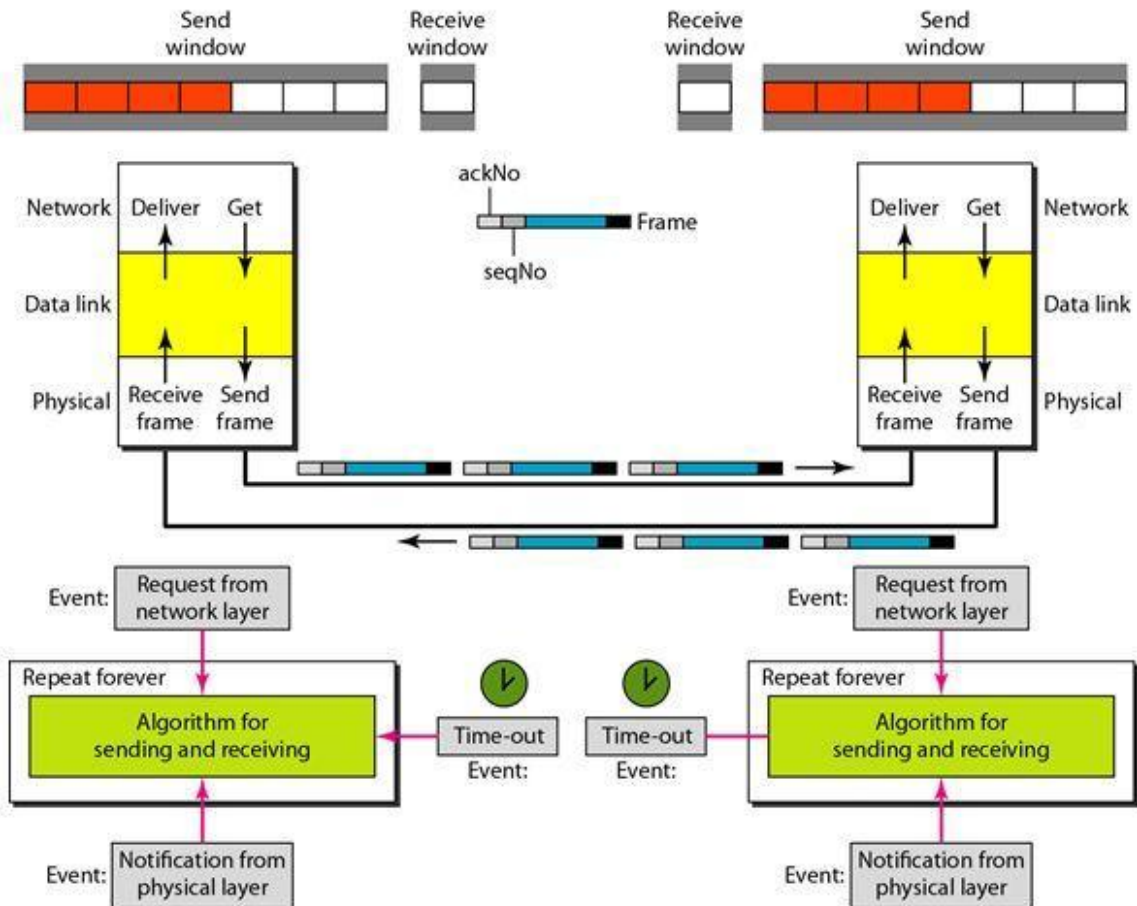 Send
window
Receive
window
Receive
window
Send
window
ackNo
Frame
seqNo
Network
Deliver
Get
Data link
Physical
Receive
frame
Send
frame
Deliver
Get
Network
Data link
Receive
frame
Send
frame
Physical
Event:
Request from
network layer
Event:
Request from
network layer
Repeat forever
Algorithm for
sending and receiving
Time-out
Event:
Time-out
Event:
Repeat forever
Algorithm for
sending and receiving
Event:
Notification from
physical layer
Event:
Notification from
physical layer